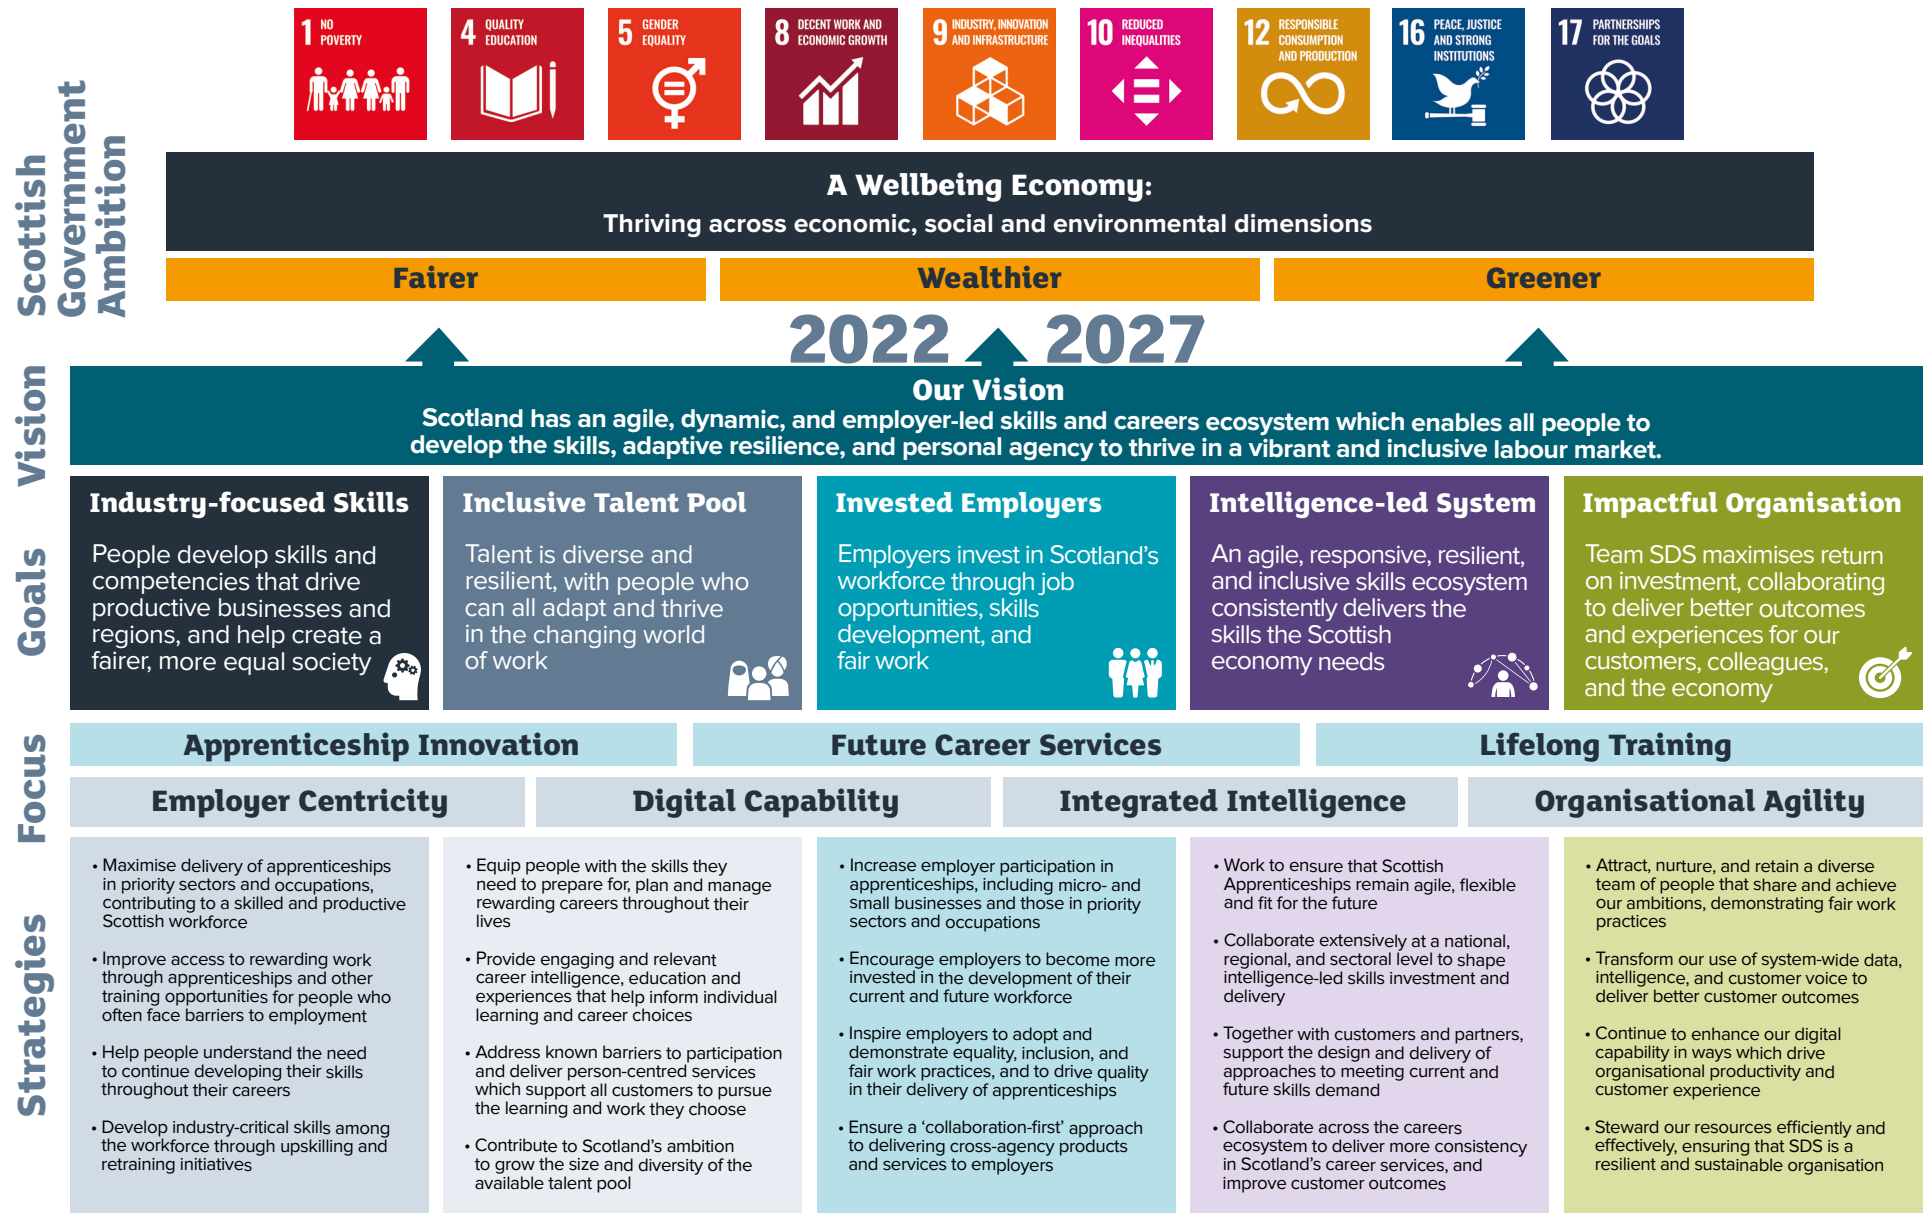 1 NO
POVERTY
4 QUALITY
EDUCATION
5 GENDER
EQUALITY
8 DECENT WORK AND
ECONOMIC GROWTH
9 INDUSTRY, INNOVATION
AND INFRASTRUCTURE
10 REDUCED
INEQUALITIES
12 RESPONSIBLE
CONSUMPTION
AND PRODUCTION
16 PEACE, JUSTICE
AND STRONG
INSTITUTIONS
17 PARTNERSHIPS
FOR THE GOALS
Scottish
Government
Ambition
A Wellbeing Economy:
Thriving across economic, social and environmental dimensions
Fairer
Wealthier
Greener
2022 2027
Vision
Our Vision
Scotland has an agile, dynamic, and employer-led skills and careers ecosystem which enables all people to
develop the skills, adaptive resilience, and personal agency to thrive in a vibrant and inclusive labour market.
Goals
Industry-focused Skills
People develop skills and
competencies that drive
productive businesses and
regions, and help create a
fairer, more equal society
Inclusive Talent Pool
Talent is diverse and
resilient, with people who
can all adapt and thrive
in the changing world
of work
Invested Employers
Employers invest in Scotland's
workforce through job
opportunities, skills
development, and
fair work
Intelligence-led System
An agile, responsive, resilient,
and inclusive skills ecosystem
consistently delivers the
skills the Scottish
economy needs
Impactful Organisation
Team SDS maximises return
on investment, collaborating
to deliver better outcomes
and experiences for our
customers, colleagues,
and the economy
Focus
Apprenticeship Innovation
Future Career Services
Lifelong Training
Employer Centricity
Digital Capability
Integrated Intelligence
Organisational Agility
Strategies
• Maximise delivery of apprenticeships
in priority sectors and occupations,
contributing to a skilled and productive
Scottish workforce
• Improve access to rewarding work
through apprenticeships and other
training opportunities for people who
often face barriers to employment
• Help people understand the need
to continue developing their skills
throughout their careers
• Develop industry-critical skills among
the workforce through upskilling and
retraining initiatives
• Equip people with the skills they
need to prepare for, plan and manage
rewarding careers throughout their
lives
• Provide engaging and relevant
career intelligence, education and
experiences that help inform individual
learning and career choices
• Address known barriers to participation
and deliver person-centred services
which support all customers to pursue
the learning and work they choose
• Contribute to Scotland's ambition
to grow the size and diversity of the
available talent pool
• Increase employer participation in
apprenticeships, including micro- and
small businesses and those in priority
sectors and occupations
• Encourage employers to become more
invested in the development of their
current and future workforce
• Inspire employers to adopt and
demonstrate equality, inclusion, and
fair work practices, and to drive quality
in their delivery of apprenticeships
• Ensure a 'collaboration-first' approach
to delivering cross-agency products
and services to employers
• Work to ensure that Scottish
Apprenticeships remain agile, flexible
and fit for the future
• Collaborate extensively at a national,
regional, and sectoral level to shape
intelligence-led skills investment and
delivery
• Together with customers and partners,
support the design and delivery of
approaches to meeting current and
future skills demand
• Collaborate across the careers
ecosystem to deliver more consistency
in Scotland's career services, and
improve customer outcomes
• Attract, nurture, and retain a diverse
team of people that share and achieve
our ambitions, demonstrating fair work
practices
• Transform our use of system-wide data,
intelligence, and customer voice to
deliver better customer outcomes
• Continue to enhance our digital
capability in ways which drive
organisational productivity and
customer experience
• Steward our resources efficiently and
effectively, ensuring that SDS is a
resilient and sustainable organisation